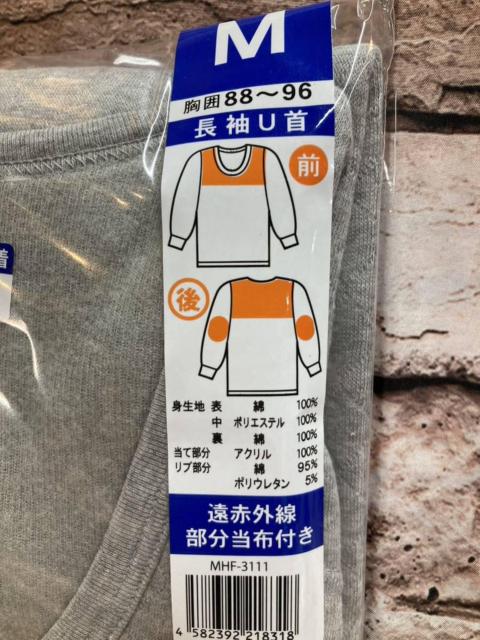 M
胸囲88〜96
長袖U首
前
後
着
身生地 表 綿 100%
中 ポリエステル 100%
裏 綿 100%
当て部分 アクリル 100%
リブ部分 綿 95%
ポリウレタン 5%
遠赤外線
部分当布付き
MHF-3111
4 582392 218318